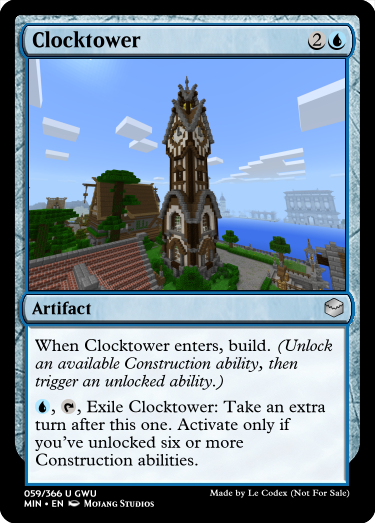 Clocktower 2
Artifact
When Clocktower enters, build. (Unlock
an available Construction ability, then
trigger an unlocked ability.)
, , Exile Clocktower: Take an extra
turn after this one. Activate only if
you've unlocked six or more
Construction abilities.
059/366 U GWU Made by Le Codex (Not For Sale)
MIN • EN Mojang Studios